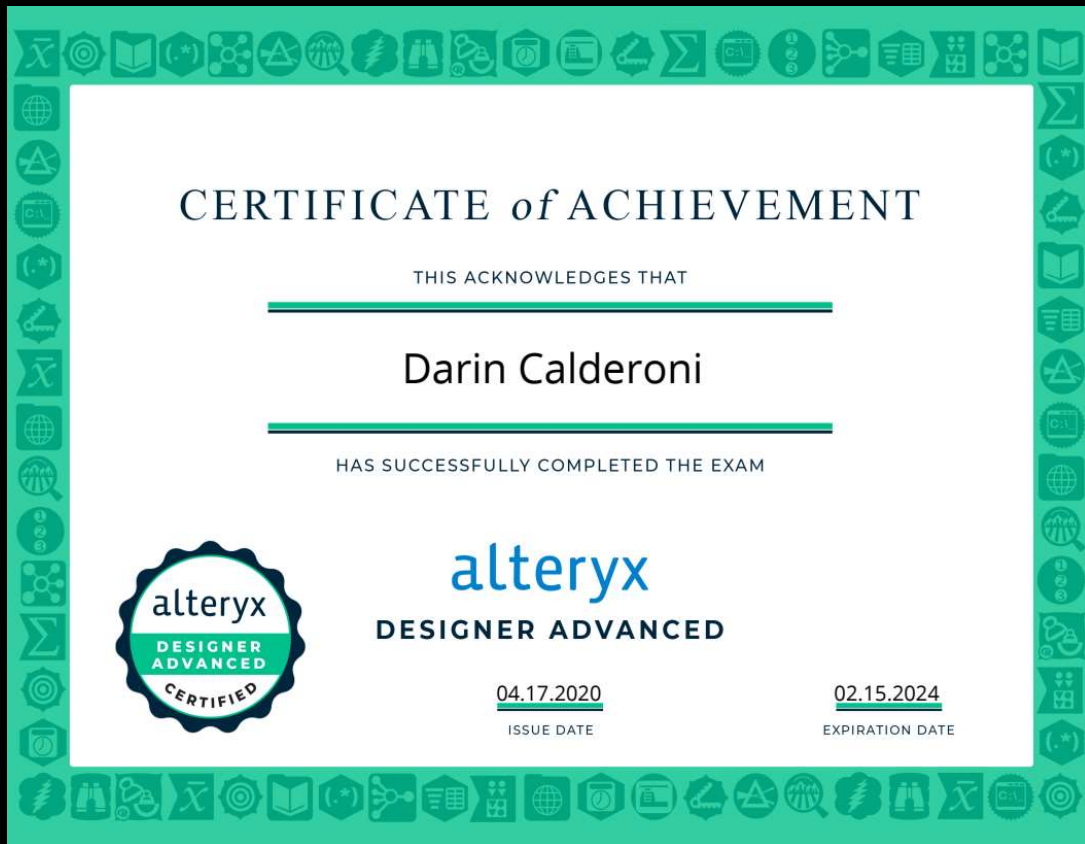 CERTIFICATE of ACHIEVEMENT
THIS ACKNOWLEDGES THAT
Darin Calderoni
HAS SUCCESSFULLY COMPLETED THE EXAM
alteryx
DESIGNER
ADVANCED
CERTIFIED
alteryx
DESIGNER ADVANCED
04.17.2020
ISSUE DATE
02.15.2024
EXPIRATION DATE